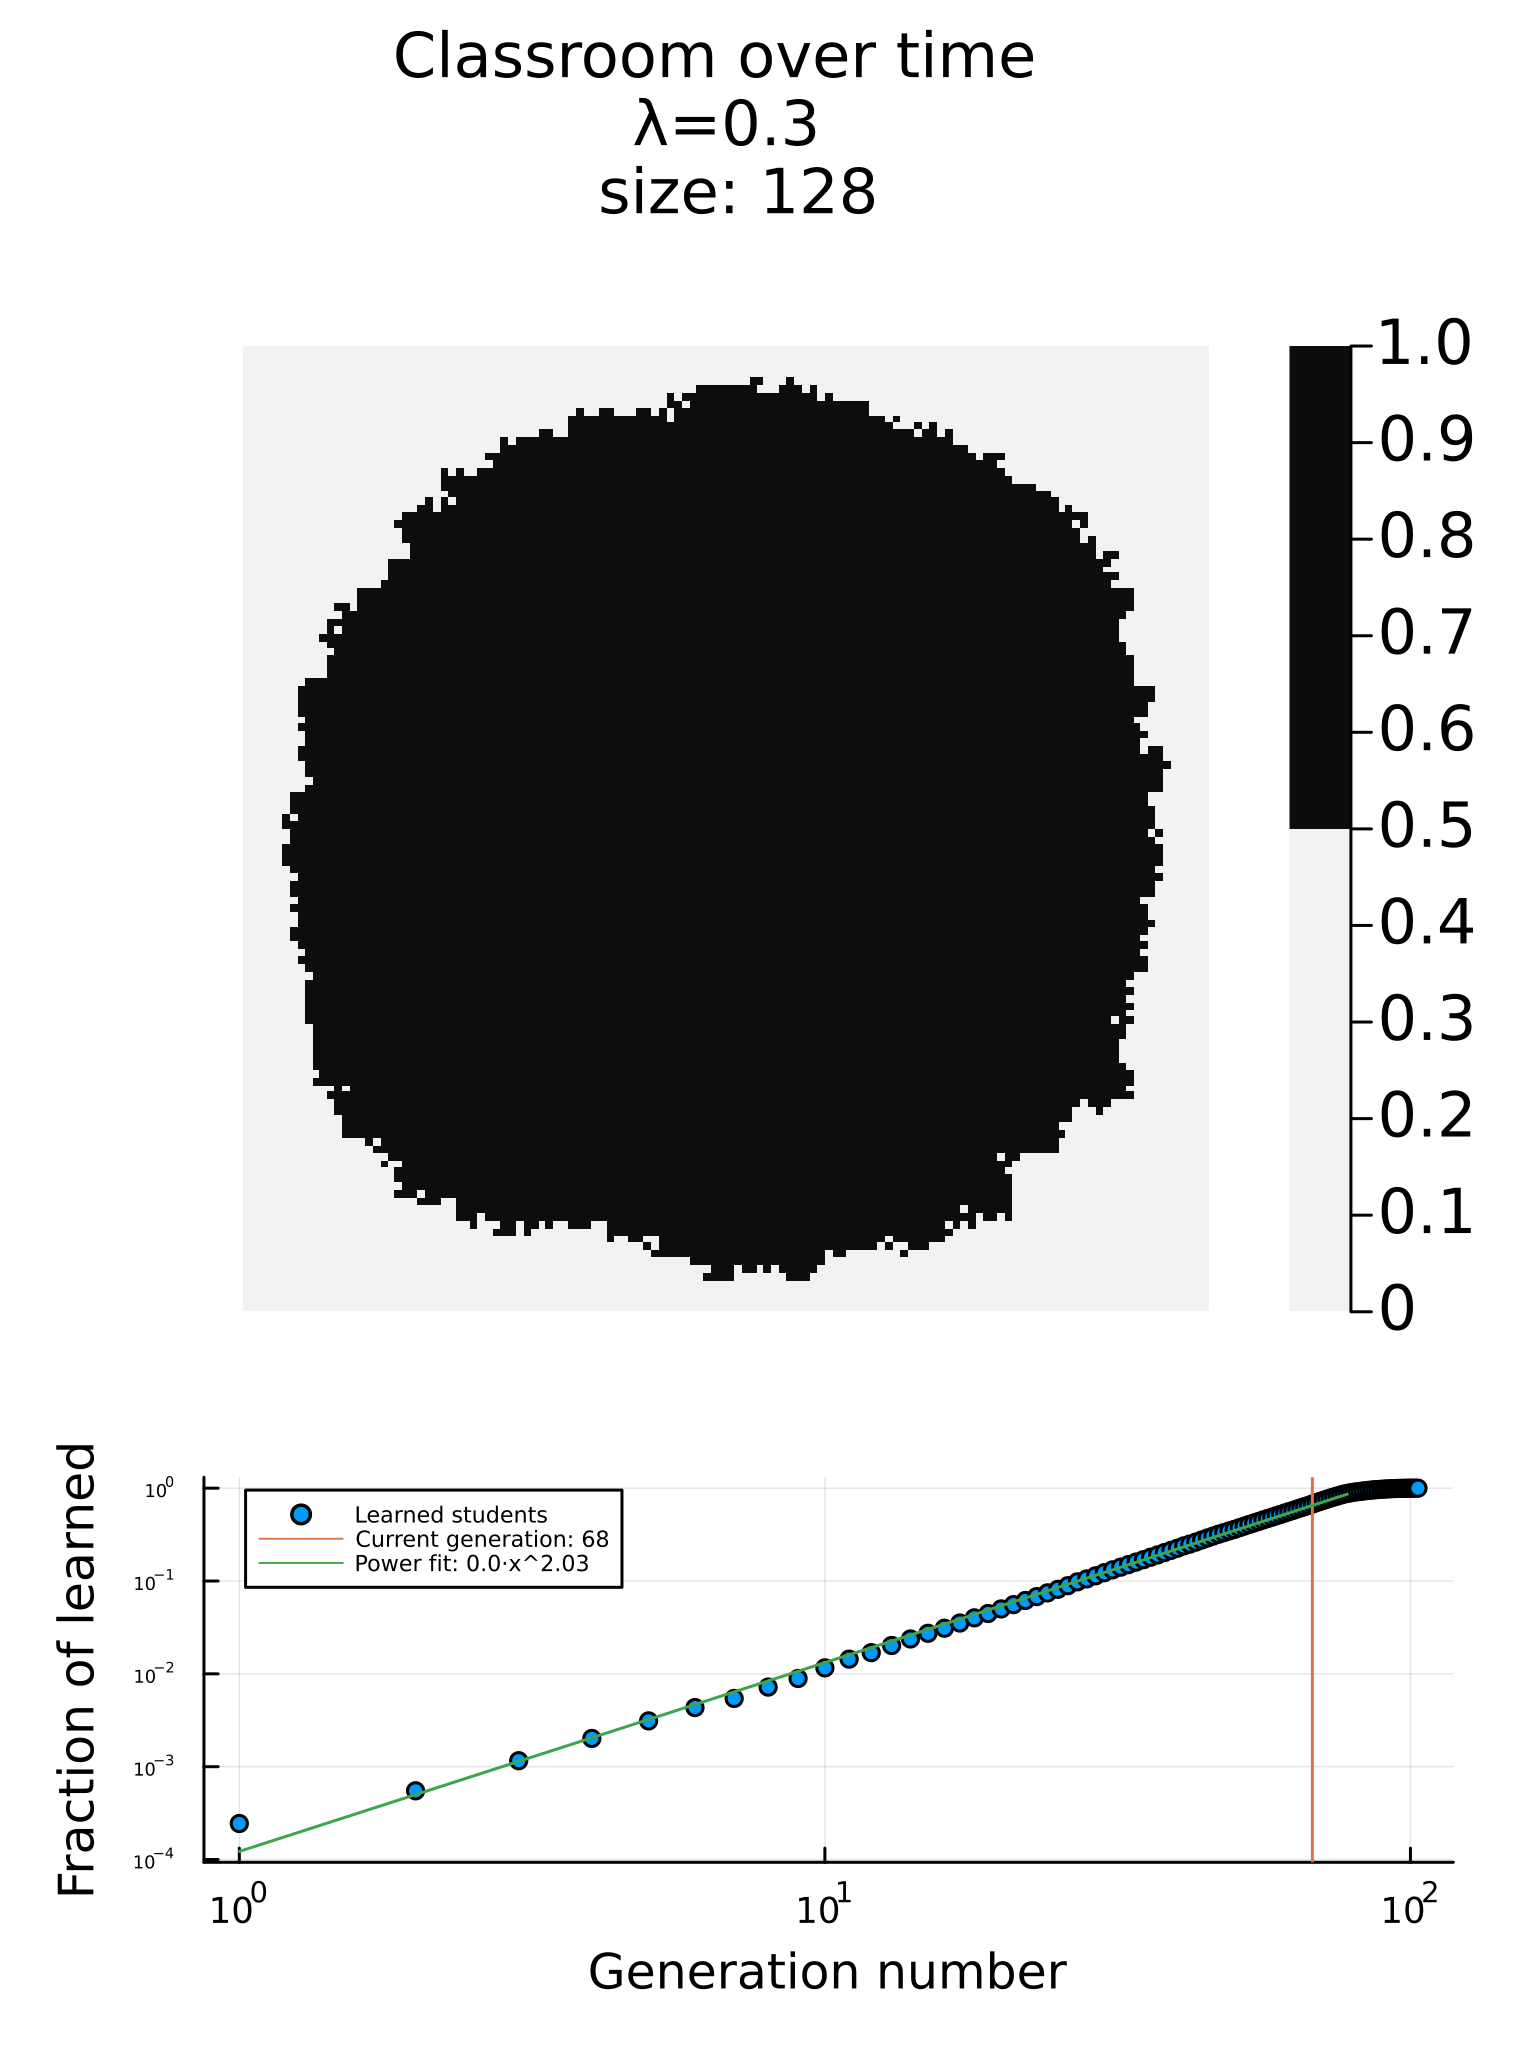 Classroom over time
λ=0.3
size: 128
1.0
0.9
0.8
0.7
0.6
0.5
0.4
0.3
0.2
0.1
0
Fraction of learned
10^0
10^-1
10^-2
10^-3
10^-4
Learned students
Current generation: 68
Power fit: 0.0·x^2.03
10^0 10^1 10^2
Generation number